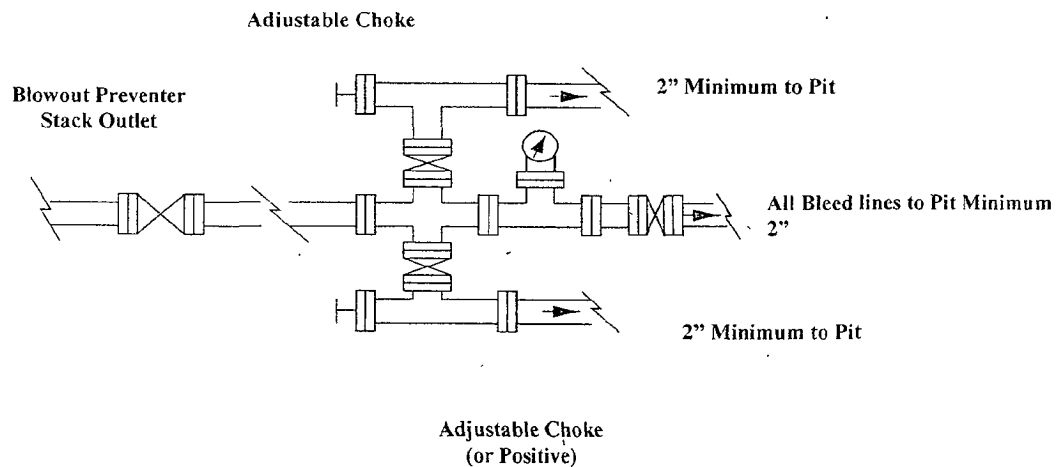 Adiustable Choke
2” Minimum to Pit
Blowout Preventer
Stack Outlet
All Bleed lines to Pit Minimum
2”
2” Minimum to Pit
Adjustable Choke
(or Positive)